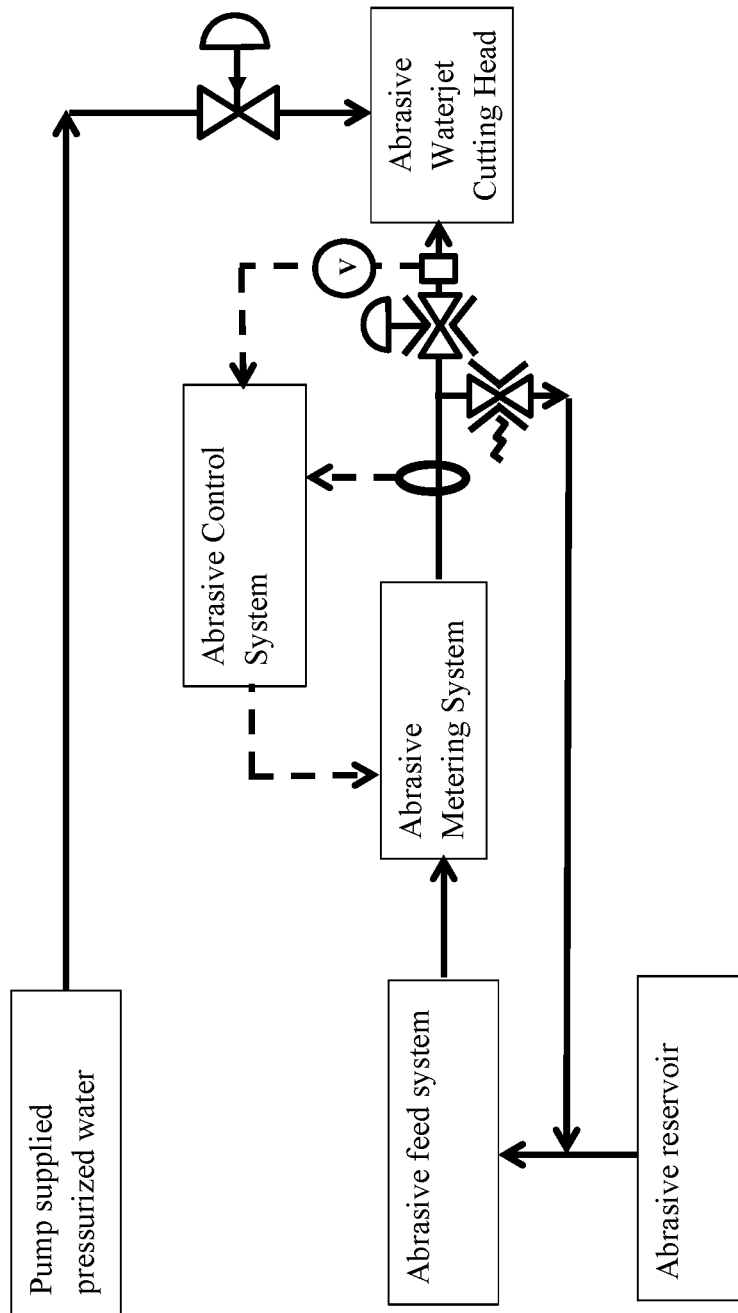 Pump supplied
pressurized water
Abrasive feed system
Abrasive reservoir
Abrasive
Metering System
Abrasive Control
System
V
Abrasive
Waterjet
Cutting Head